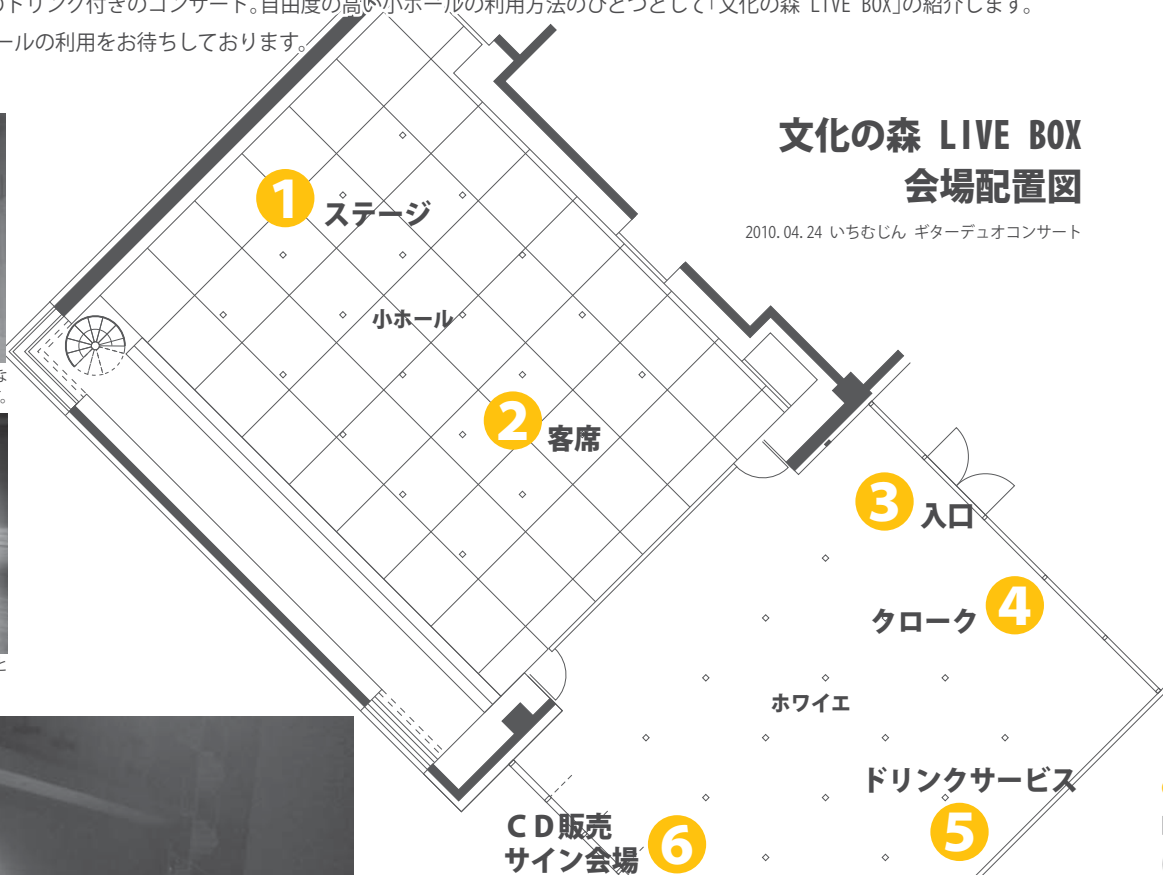 のドリンク付きのコンサート。自由度の高い小ホールの利用方法のひとつとして「文化の森 LIVE BOX」の紹介します。
ールの利用をお待ちしております。
文化の森 LIVE BOX
会場配置図
2010.04.24 いちむじん ギターデュオコンサート
1 ステージ
小ホール
2 客席
3 入口
クローク 4
ホワイエ
ドリンクサービス
5
ＣＤ販売
サイン会場 6
な
。
と